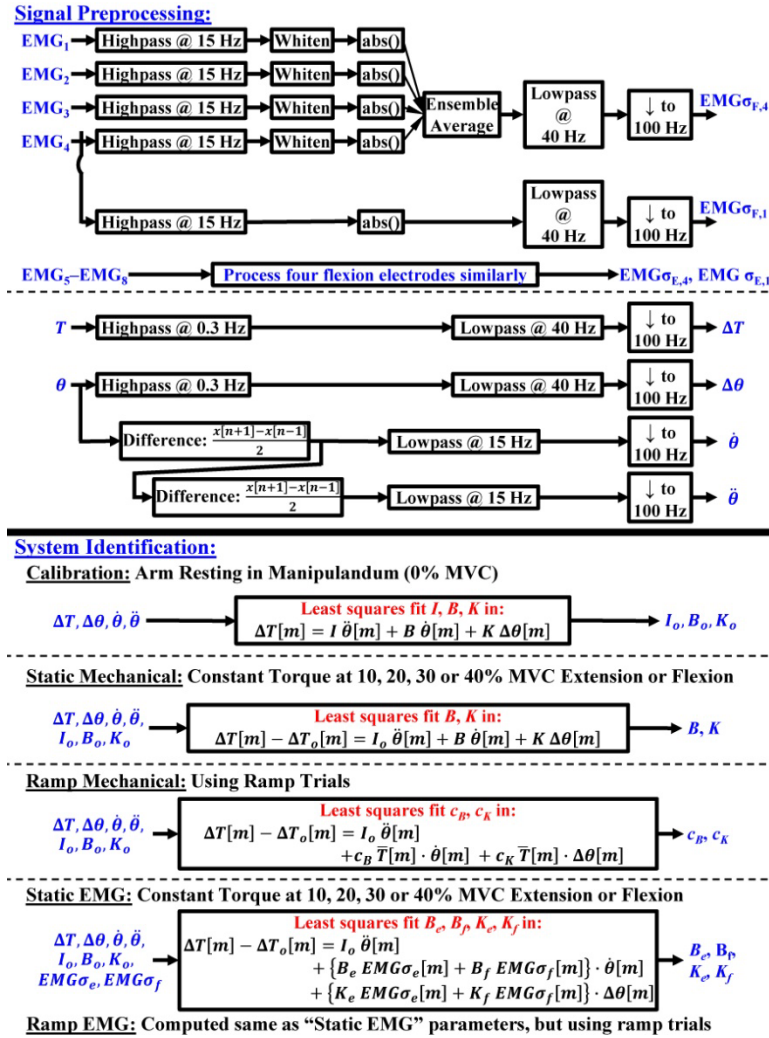 Signal Preprocessing:
EMG₁ Highpass @ 15 Hz Whiten abs()
EMG₂ Highpass @ 15 Hz Whiten abs()
EMG₃ Highpass @ 15 Hz Whiten abs()
EMG₄ Highpass @ 15 Hz Whiten abs()
Ensemble
Average
Lowpass
@
40 Hz
↓ to
100 Hz
EMGσF,4
Highpass @ 15 Hz abs()
Lowpass
@
40 Hz
↓ to
100 Hz
EMGσF,1
EMG₅–EMG₈ Process four flexion electrodes similarly EMGσE,4, EMG σE,1
T Highpass @ 0.3 Hz Lowpass @ 40 Hz ↓ to
100 Hz
ΔT
θ Highpass @ 0.3 Hz Lowpass @ 40 Hz ↓ to
100 Hz
Δθ
Difference: x[n+1]−x[n−1]
2
Lowpass @ 15 Hz ↓ to
100 Hz
θ̇
Difference: x[n+1]−x[n−1]
2
Lowpass @ 15 Hz ↓ to
100 Hz
θ̈
System Identification:
Calibration: Arm Resting in Manipulandum (0% MVC)
ΔT, Δθ, θ̇, θ̈
Least squares fit I, B, K in:
ΔT[m] = I θ̈[m] + B θ̇[m] + K Δθ[m]
Iₒ, Bₒ, Kₒ
Static Mechanical: Constant Torque at 10, 20, 30 or 40% MVC Extension or Flexion
ΔT, Δθ, θ̇, θ̈,
Iₒ, Bₒ, Kₒ
Least squares fit B, K in:
ΔT[m] − ΔTₒ[m] = Iₒ θ̈[m] + B θ̇[m] + K Δθ[m]
B, K
Ramp Mechanical: Using Ramp Trials
ΔT, Δθ, θ̇, θ̈,
Iₒ, Bₒ, Kₒ
Least squares fit cB, cK in:
ΔT[m] − ΔTₒ[m] = Iₒ θ̈[m]
+cB T̅[m] · θ̇[m] + cK T̅[m] · Δθ[m]
cB, cK
Static EMG: Constant Torque at 10, 20, 30 or 40% MVC Extension or Flexion
ΔT, Δθ, θ̇, θ̈,
Iₒ, Bₒ, Kₒ,
EMGσe, EMGσf
Least squares fit Be, Bf, Ke, Kf in:
ΔT[m] − ΔTₒ[m] = Iₒ θ̈[m]
+ {Be EMGσe[m] + Bf EMGσf[m]} · θ̇[m]
+ {Ke EMGσe[m] + Kf EMGσf[m]} · Δθ[m]
Be, Bf,
Ke, Kf
Ramp EMG: Computed same as “Static EMG” parameters, but using ramp trials